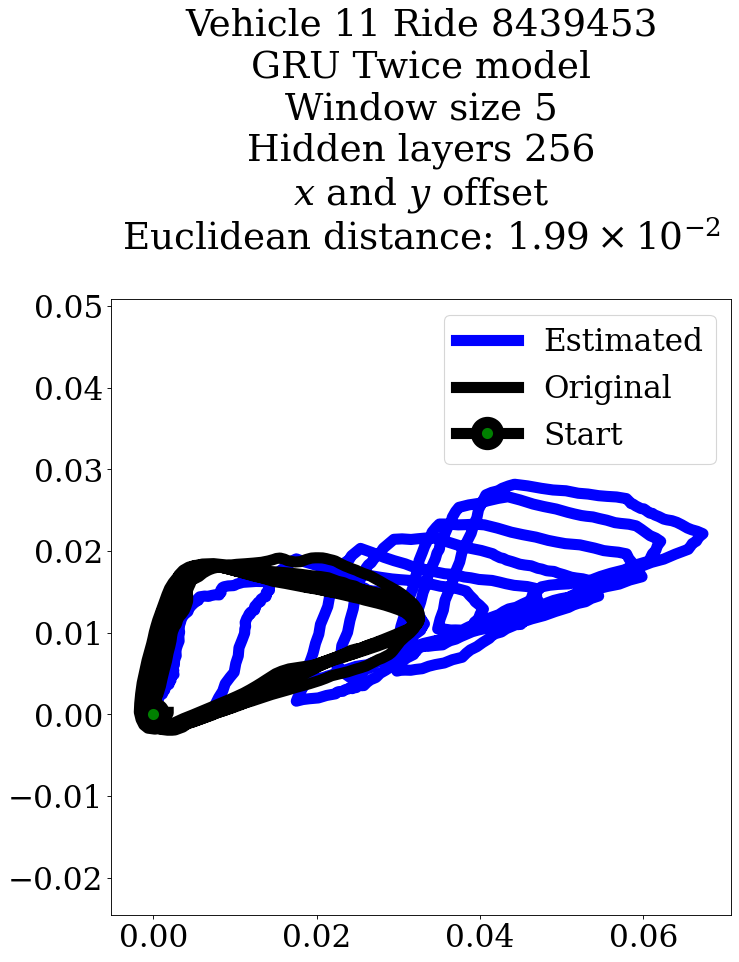 Vehicle 11 Ride 8439453
GRU Twice model
Window size 5
Hidden layers 256
x and y offset
Euclidean distance: 1.99 × 10⁻²
0.05
Estimated
0.04
Original
Start
0.03
0.02
0.01
0.00
−0.01
−0.02
0.00 0.02 0.04 0.06